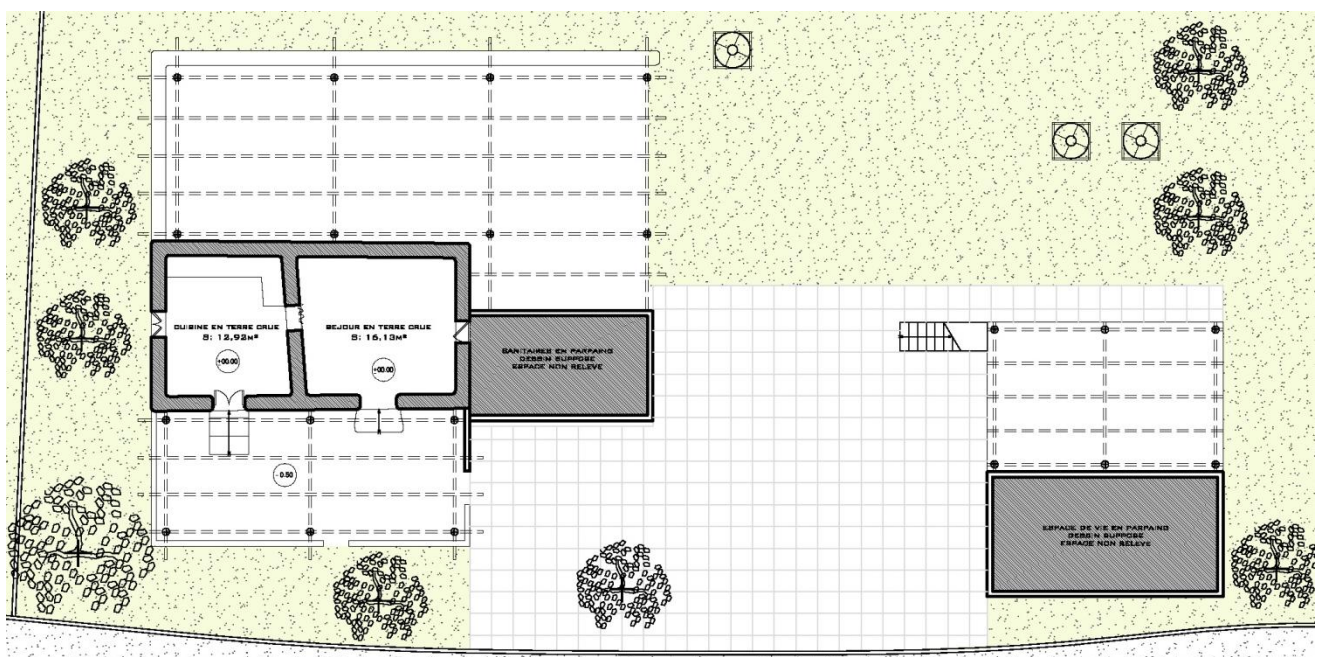 CUISINE EN TERRE CRUE
S: 12,92M²
+00.00
SEJOUR EN TERRE CRUE
S: 16,13M²
+00.00
SANITAIRES EN PARPAING
DESSIN SUPPOSE
ESPACE NON RELEVE
-0.50
ESPACE DE VIE EN PARPAING
DESSIN SUPPOSE
ESPACE NON RELEVE